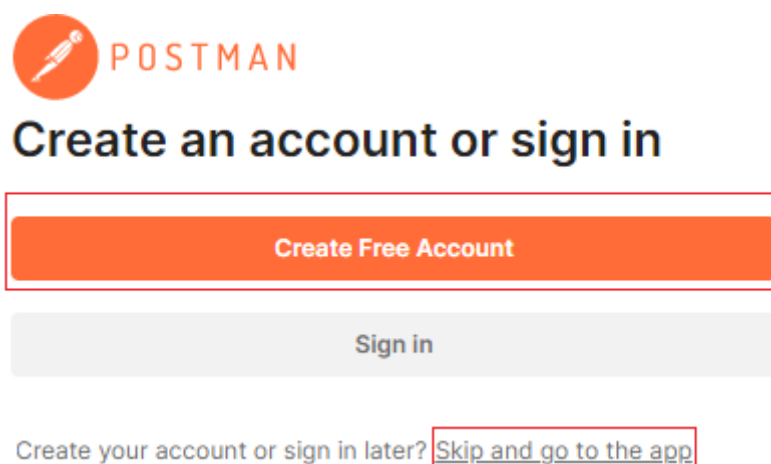 POSTMAN
Create an account or sign in
Create Free Account
Sign in
Create your account or sign in later? Skip and go to the app